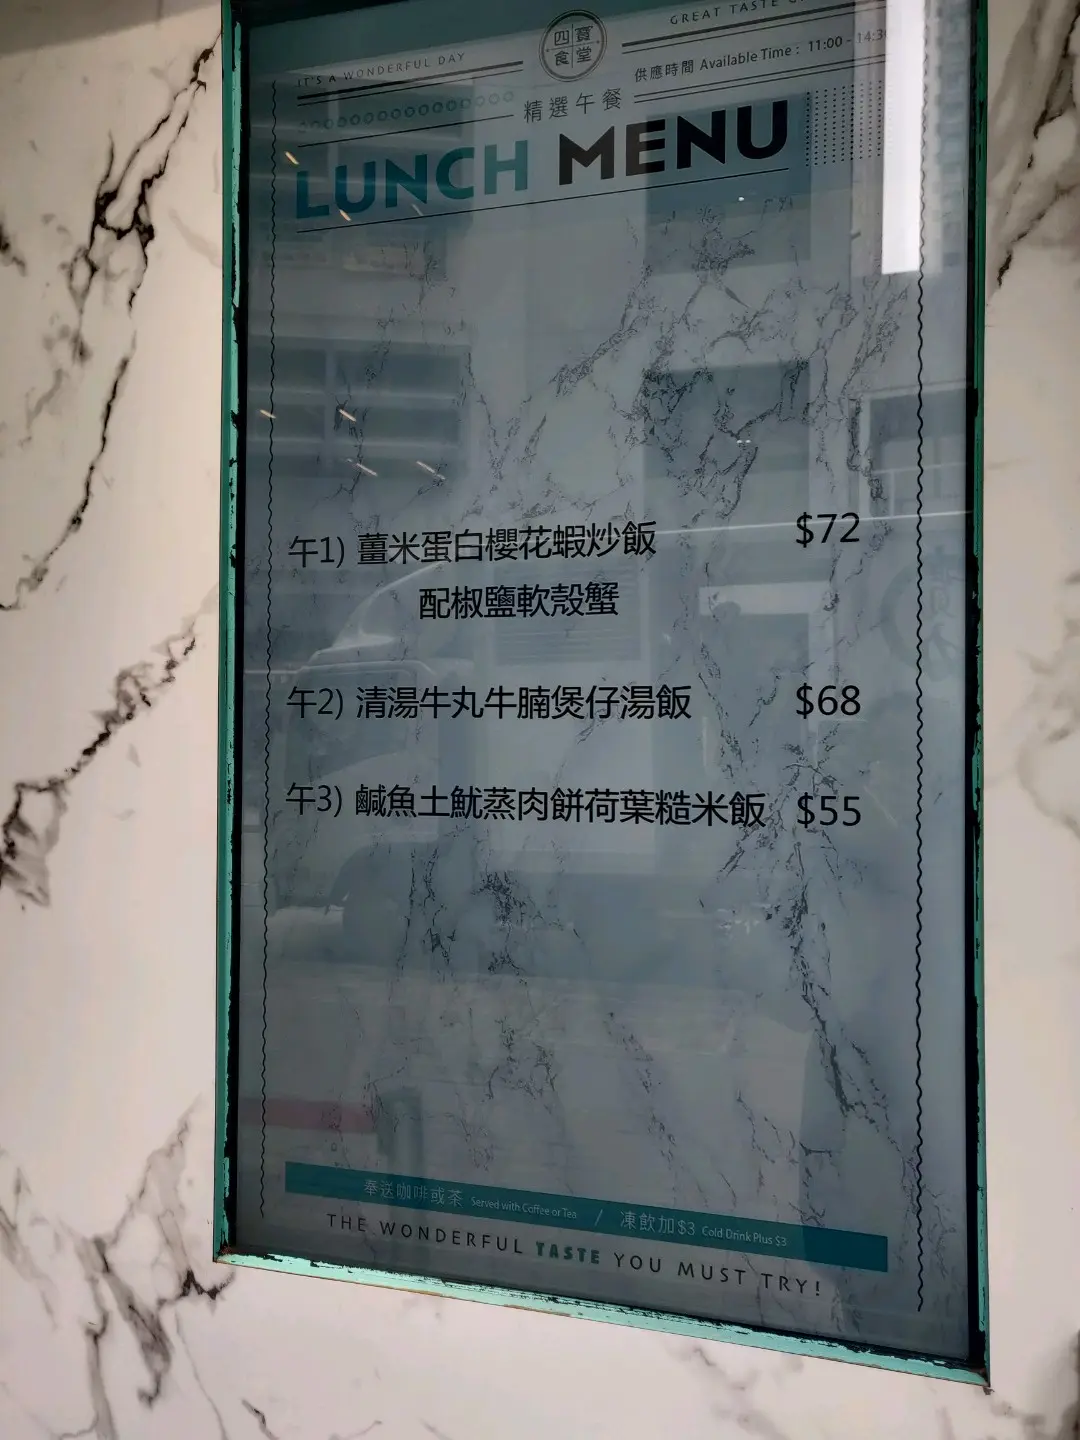 四寶
食堂
IT'S A WONDERFUL DAY
GREAT TASTE
供應時間 Available Time : 11:00 - 14:30
精選午餐
LUNCH MENU
午1) 薑米蛋白櫻花蝦炒飯 $72
配椒鹽軟殼蟹
午2) 清湯牛丸牛腩煲仔湯飯 $68
午3) 鹹魚土魷蒸肉餅荷葉糙米飯 $55
奉送咖啡或茶 Served with Coffee or Tea / 凍飲加$3 Cold Drink Plus $3
THE WONDERFUL TASTE YOU MUST TRY!